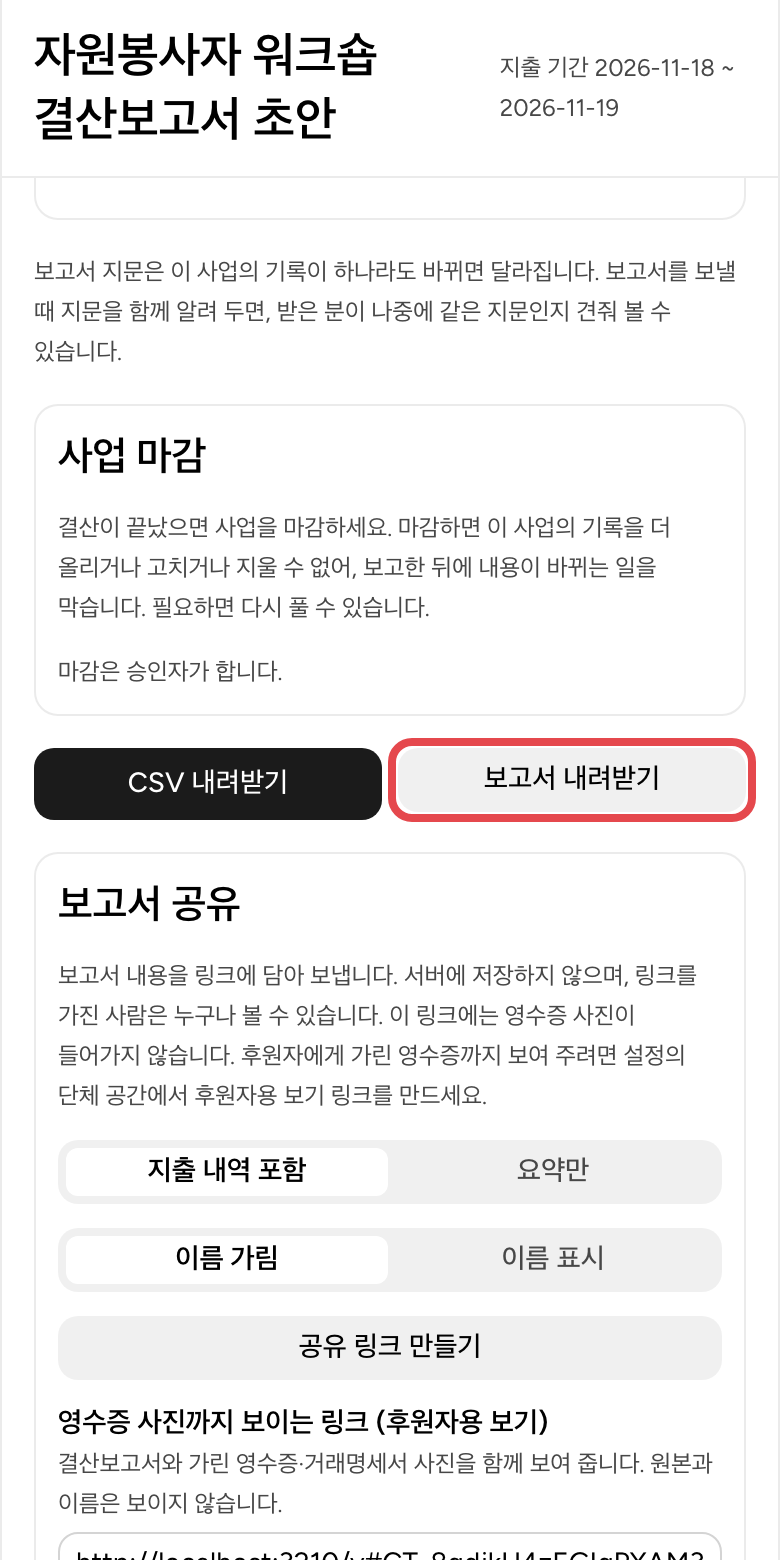 자원봉사자 워크숍
결산보고서 초안
지출 기간 2026-11-18 ~
2026-11-19
보고서 지문은 이 사업의 기록이 하나라도 바뀌면 달라집니다. 보고서를 보낼
때 지문을 함께 알려 두면, 받은 분이 나중에 같은 지문인지 견줘 볼 수
있습니다.
사업 마감
결산이 끝났으면 사업을 마감하세요. 마감하면 이 사업의 기록을 더
올리거나 고치거나 지울 수 없어, 보고한 뒤에 내용이 바뀌는 일을
막습니다. 필요하면 다시 풀 수 있습니다.
마감은 승인자가 합니다.
CSV 내려받기
보고서 내려받기
보고서 공유
보고서 내용을 링크에 담아 보냅니다. 서버에 저장하지 않으며, 링크를
가진 사람은 누구나 볼 수 있습니다. 이 링크에는 영수증 사진이
들어가지 않습니다. 후원자에게 가린 영수증까지 보여 주려면 설정의
단체 공간에서 후원자용 보기 링크를 만드세요.
지출 내역 포함
요약만
이름 가림
이름 표시
공유 링크 만들기
영수증 사진까지 보이는 링크 (후원자용 보기)
결산보고서와 가린 영수증·거래명세서 사진을 함께 보여 줍니다. 원본과
이름은 보이지 않습니다.